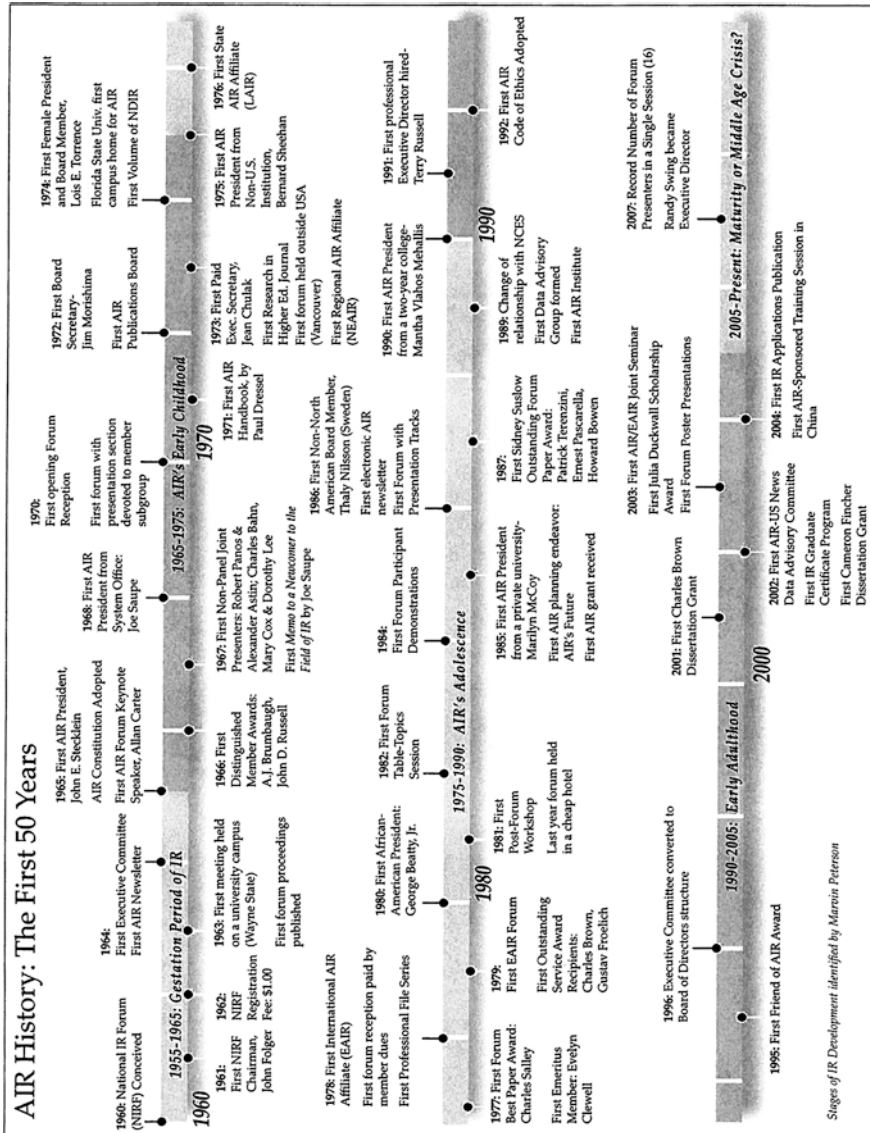 AIR History: The First 50 Years
1960: National IR Forum
(NIRF) Conceived
1964:
First Executive Committee
First AIR Newsletter
1965: First AIR President,
John E. Stecklein
AIR Constitution Adopted
First AIR Forum Keynote
Speaker, Allan Carter
1968: First AIR
President from
System Office:
Joe Saupe
1970:
First opening Forum
Reception
First forum with
presentation section
devoted to member
subgroup
1972: First Board
Secretary-
Jim Morishima
First AIR
Publications Board
1974: First Female President
and Board Member,
Lois E. Torrence
Florida State Univ. first
campus home for AIR
First Volume of NDIR
1955-1965: Gestation Period of IR
1965-1975: AIR's Early Childhood
1960
1970
1961:
First NIRF
Chairman,
John Folger
1962:
NIRF
Registration
Fee: $1.00
1963: First meeting held
on a university campus
(Wayne State)
First forum proceedings
published
1966: First
Distinguished
Member Awards:
A.J. Brumbaugh,
John D. Russell
1967: First Non-Panel Joint
Presenters: Robert Panos &
Alexander Astin; Charles Bahn,
Mary Cox & Dorothy Lee
First Memo to a Newcomer to the
Field of IR by Joe Saupe
1971: First AIR
Handbook, by
Paul Dressel
1973: First Paid
Exec. Secretary,
Jean Chulak
First Research in
Higher Ed. Journal
First forum held outside USA
(Vancouver)
First Regional AIR Affiliate
(NEAIR)
1975: First AIR
President from
Non-U.S.
Institution,
Bernard Sheehan
1976: First State
AIR Affiliate
(LAIR)
1978: First International AIR
Affiliate (EAIR)
First forum reception paid by
member dues
First Professional File Series
1980: First African-
American President:
George Beatty, Jr.
1982: First Forum
Table-Topics
Session
1984:
First Forum Participant
Demonstrations
1986: First Non-North
American Board Member,
Thaly Nilsson (Sweden)
First electronic AIR
newsletter
First Forum with
Presentation Tracks
1990: First AIR President
from a two-year college-
Mantha Vlahos Mehallis
1991: First professional
Executive Director hired-
Terry Russell
1975-1990: AIR's Adolescence
1980
1990
1977: First Forum
Best Paper Award:
Charles Salley
First Emeritus
Member: Evelyn
Clewell
1979:
First EAIR Forum
First Outstanding
Service Award
Recipients:
Charles Brown,
Gustav Froelich
1981: First
Post-Forum
Workshop
Last year forum held
in a cheap hotel
1985: First AIR President
from a private university-
Marilyn McCoy
First AIR planning endeavor:
AIR's Future
First AIR grant received
1987:
First Sidney Suslow
Outstanding Forum
Paper Award:
Patrick Terenzini,
Ernest Pascarella,
Howard Bowen
1989: Change of
relationship with NCES
First Data Advisory
Group formed
First AIR Institute
1992: First AIR
Code of Ethics Adopted
1996: Executive Committee converted to
Board of Directors structure
2001: First Charles Brown
Dissertation Grant
2003: First AIR/EAIR Joint Seminar
First Julia Duckwall Scholarship
Award
First Forum Poster Presentations
2007: Record Number of Forum
Presenters in a Single Session (16)
Randy Swing became
Executive Director
1990-2005: Early Adulthood
2005-Present: Maturity or Middle Age Crisis?
2000
1995: First Friend of AIR Award
2002: First AIR-US News
Data Advisory Committee
First IR Graduate
Certificate Program
First Cameron Fincher
Dissertation Grant
2004: First IR Applications Publication
First AIR-Sponsored Training Session in
China
Stages of IR Development identified by Marvin Peterson